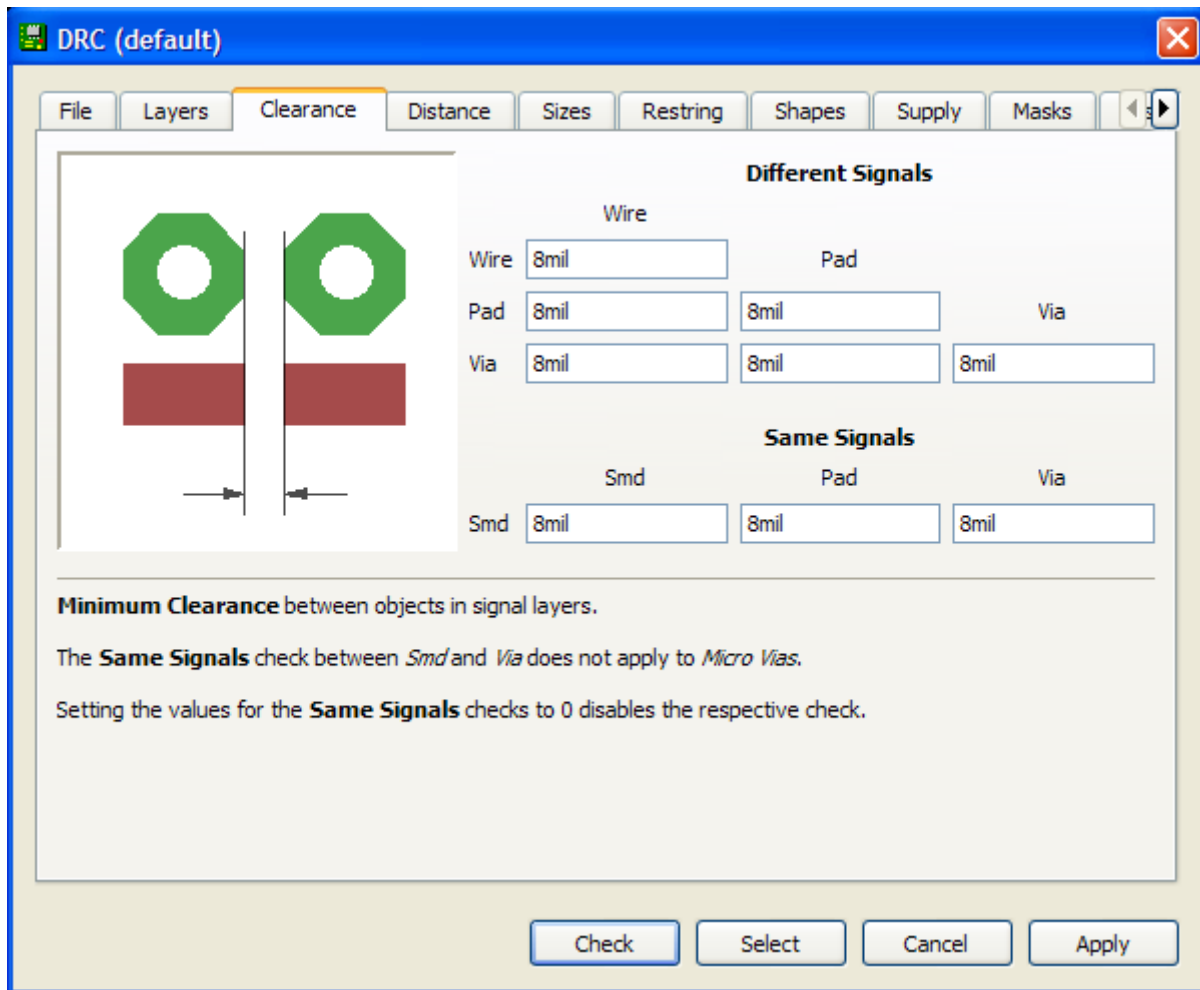 DRC (default)
File Layers Clearance Distance Sizes Restring Shapes Supply Masks
Different Signals
Wire
Wire 8mil Pad
Pad 8mil 8mil Via
Via 8mil 8mil 8mil
Same Signals
Smd Pad Via
Smd 8mil 8mil 8mil
Minimum Clearance between objects in signal layers.
The Same Signals check between Smd and Via does not apply to Micro Vias.
Setting the values for the Same Signals checks to 0 disables the respective check.
Check Select Cancel Apply